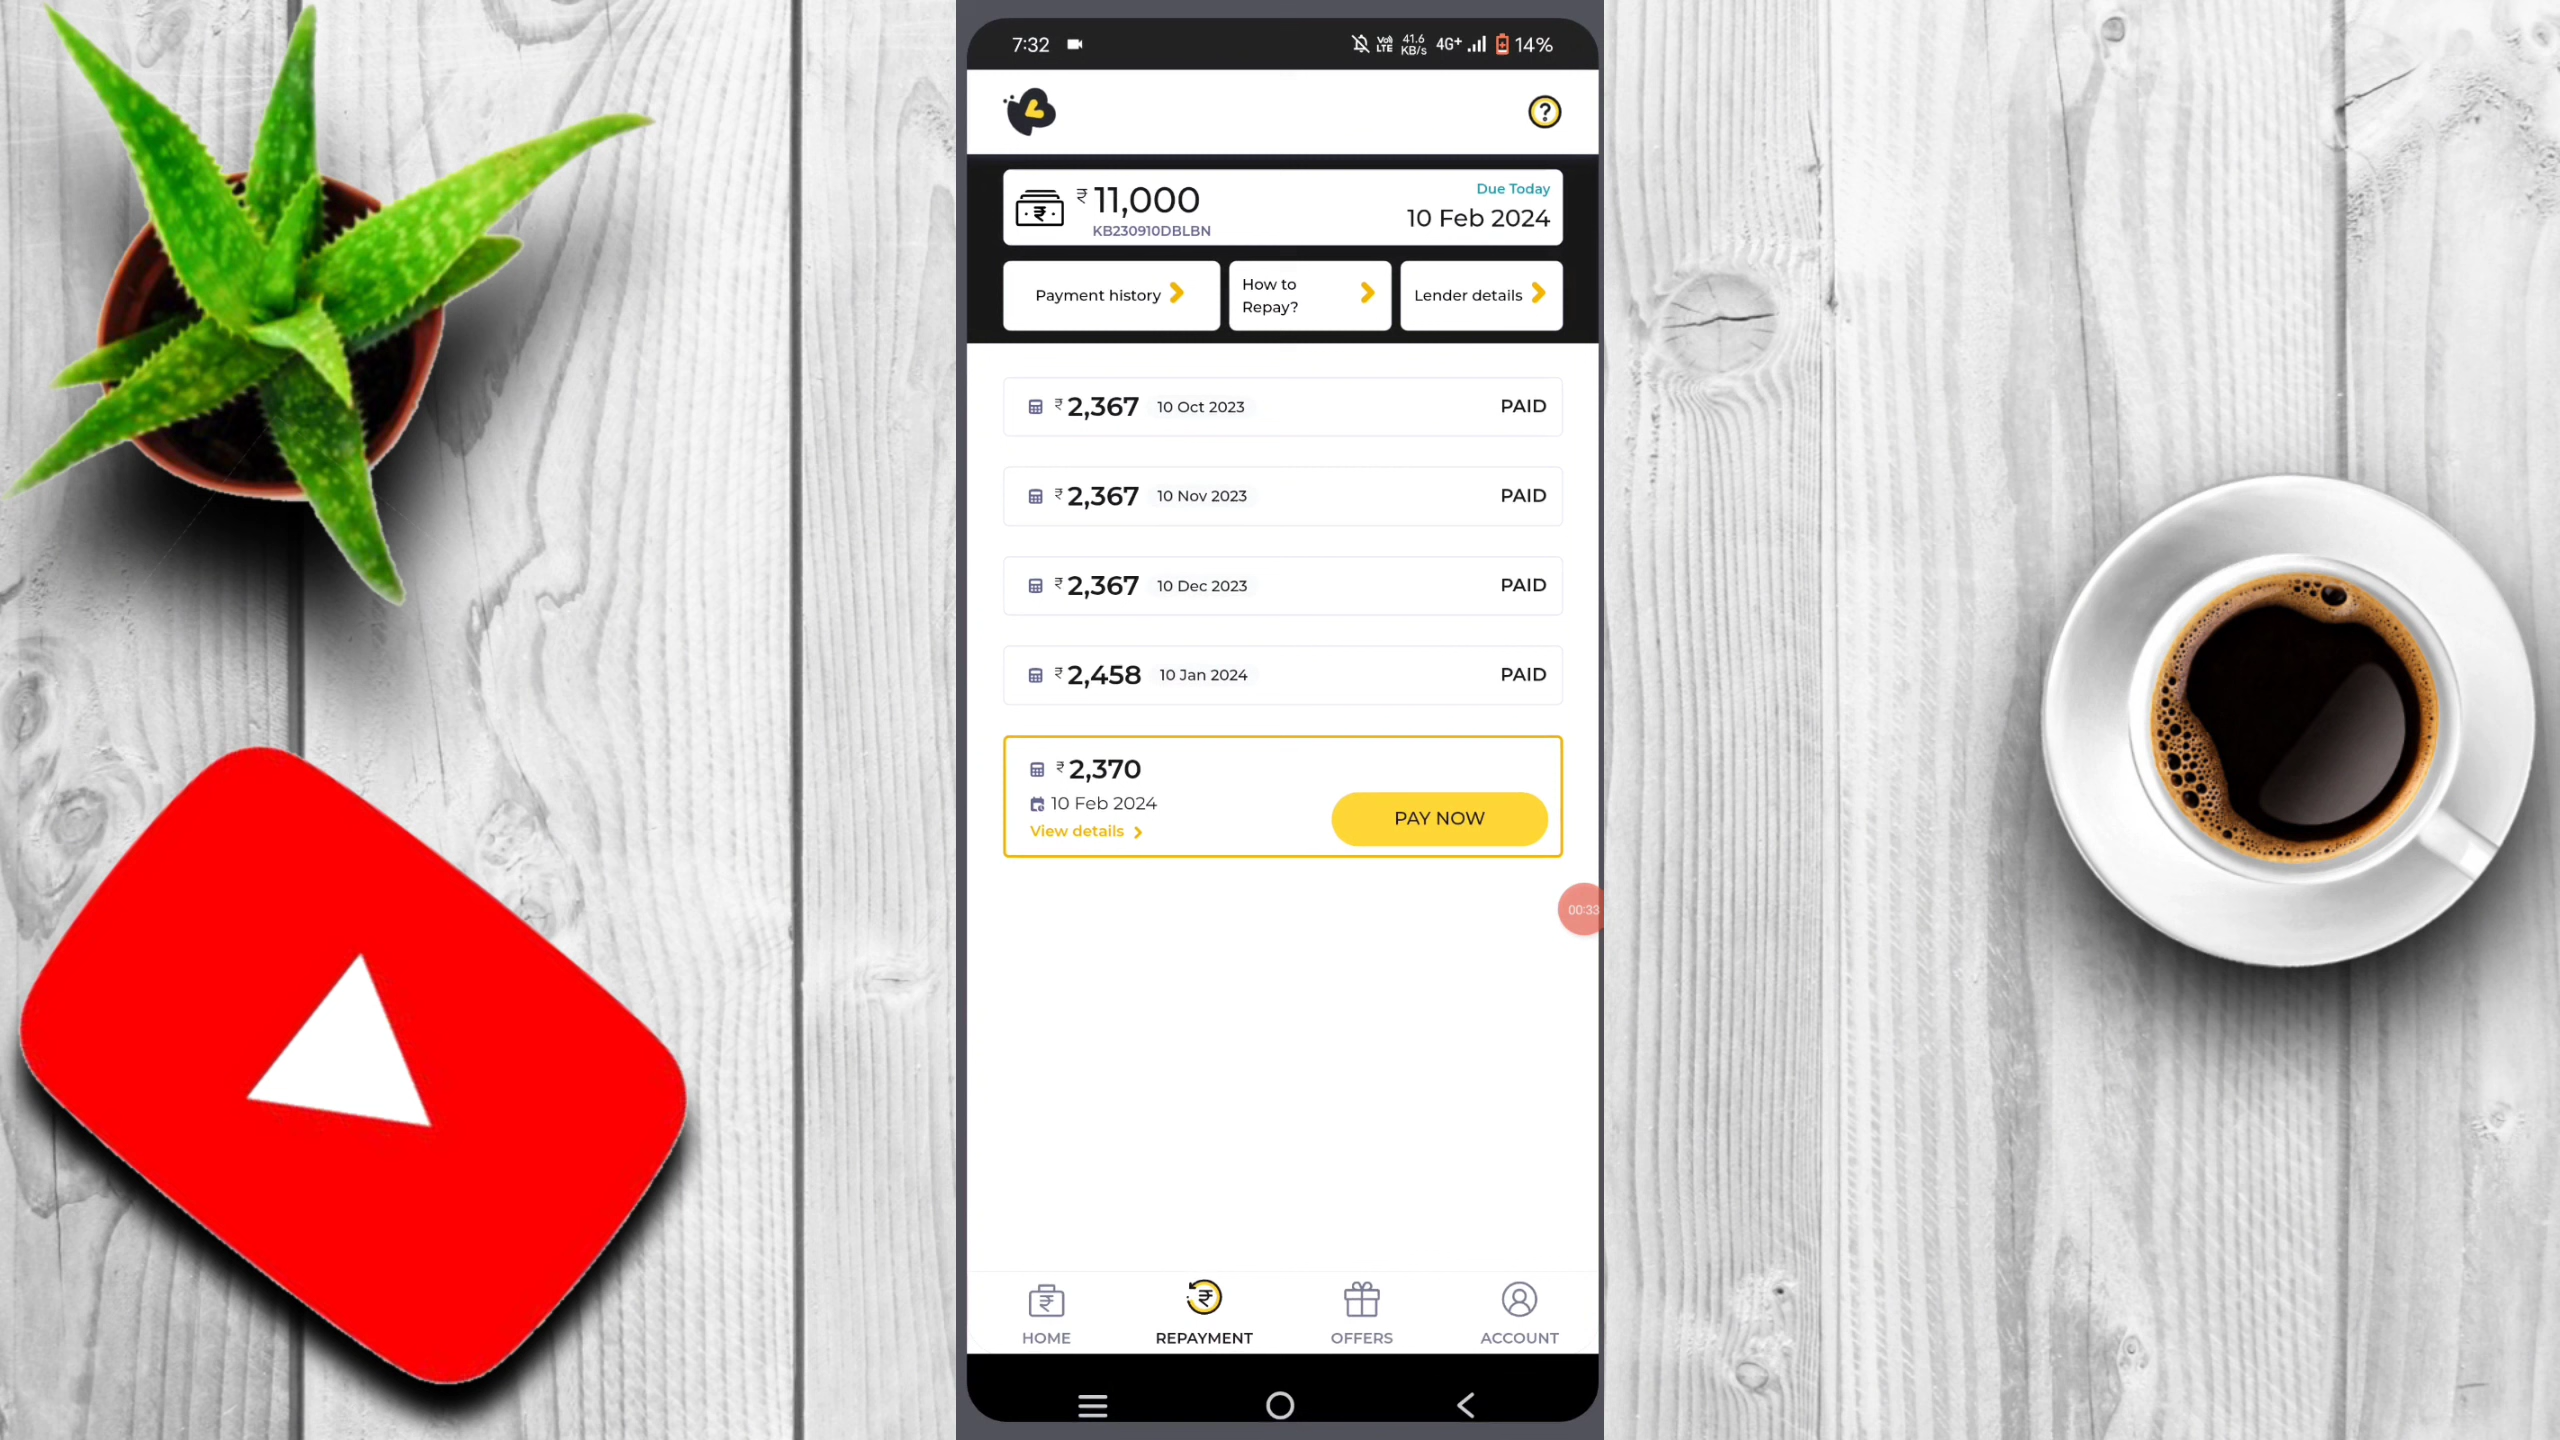 7:32
Vo) LTE 41.6 KB/s 4G+ 14%
?
₹ 11,000
KB230910DBLBN
Due Today
10 Feb 2024
Payment history
How to
Repay?
Lender details
₹ 2,367 10 Oct 2023 PAID
₹ 2,367 10 Nov 2023 PAID
₹ 2,367 10 Dec 2023 PAID
₹ 2,458 10 Jan 2024 PAID
₹ 2,370
10 Feb 2024
View details
PAY NOW
00:33
HOME REPAYMENT OFFERS ACCOUNT